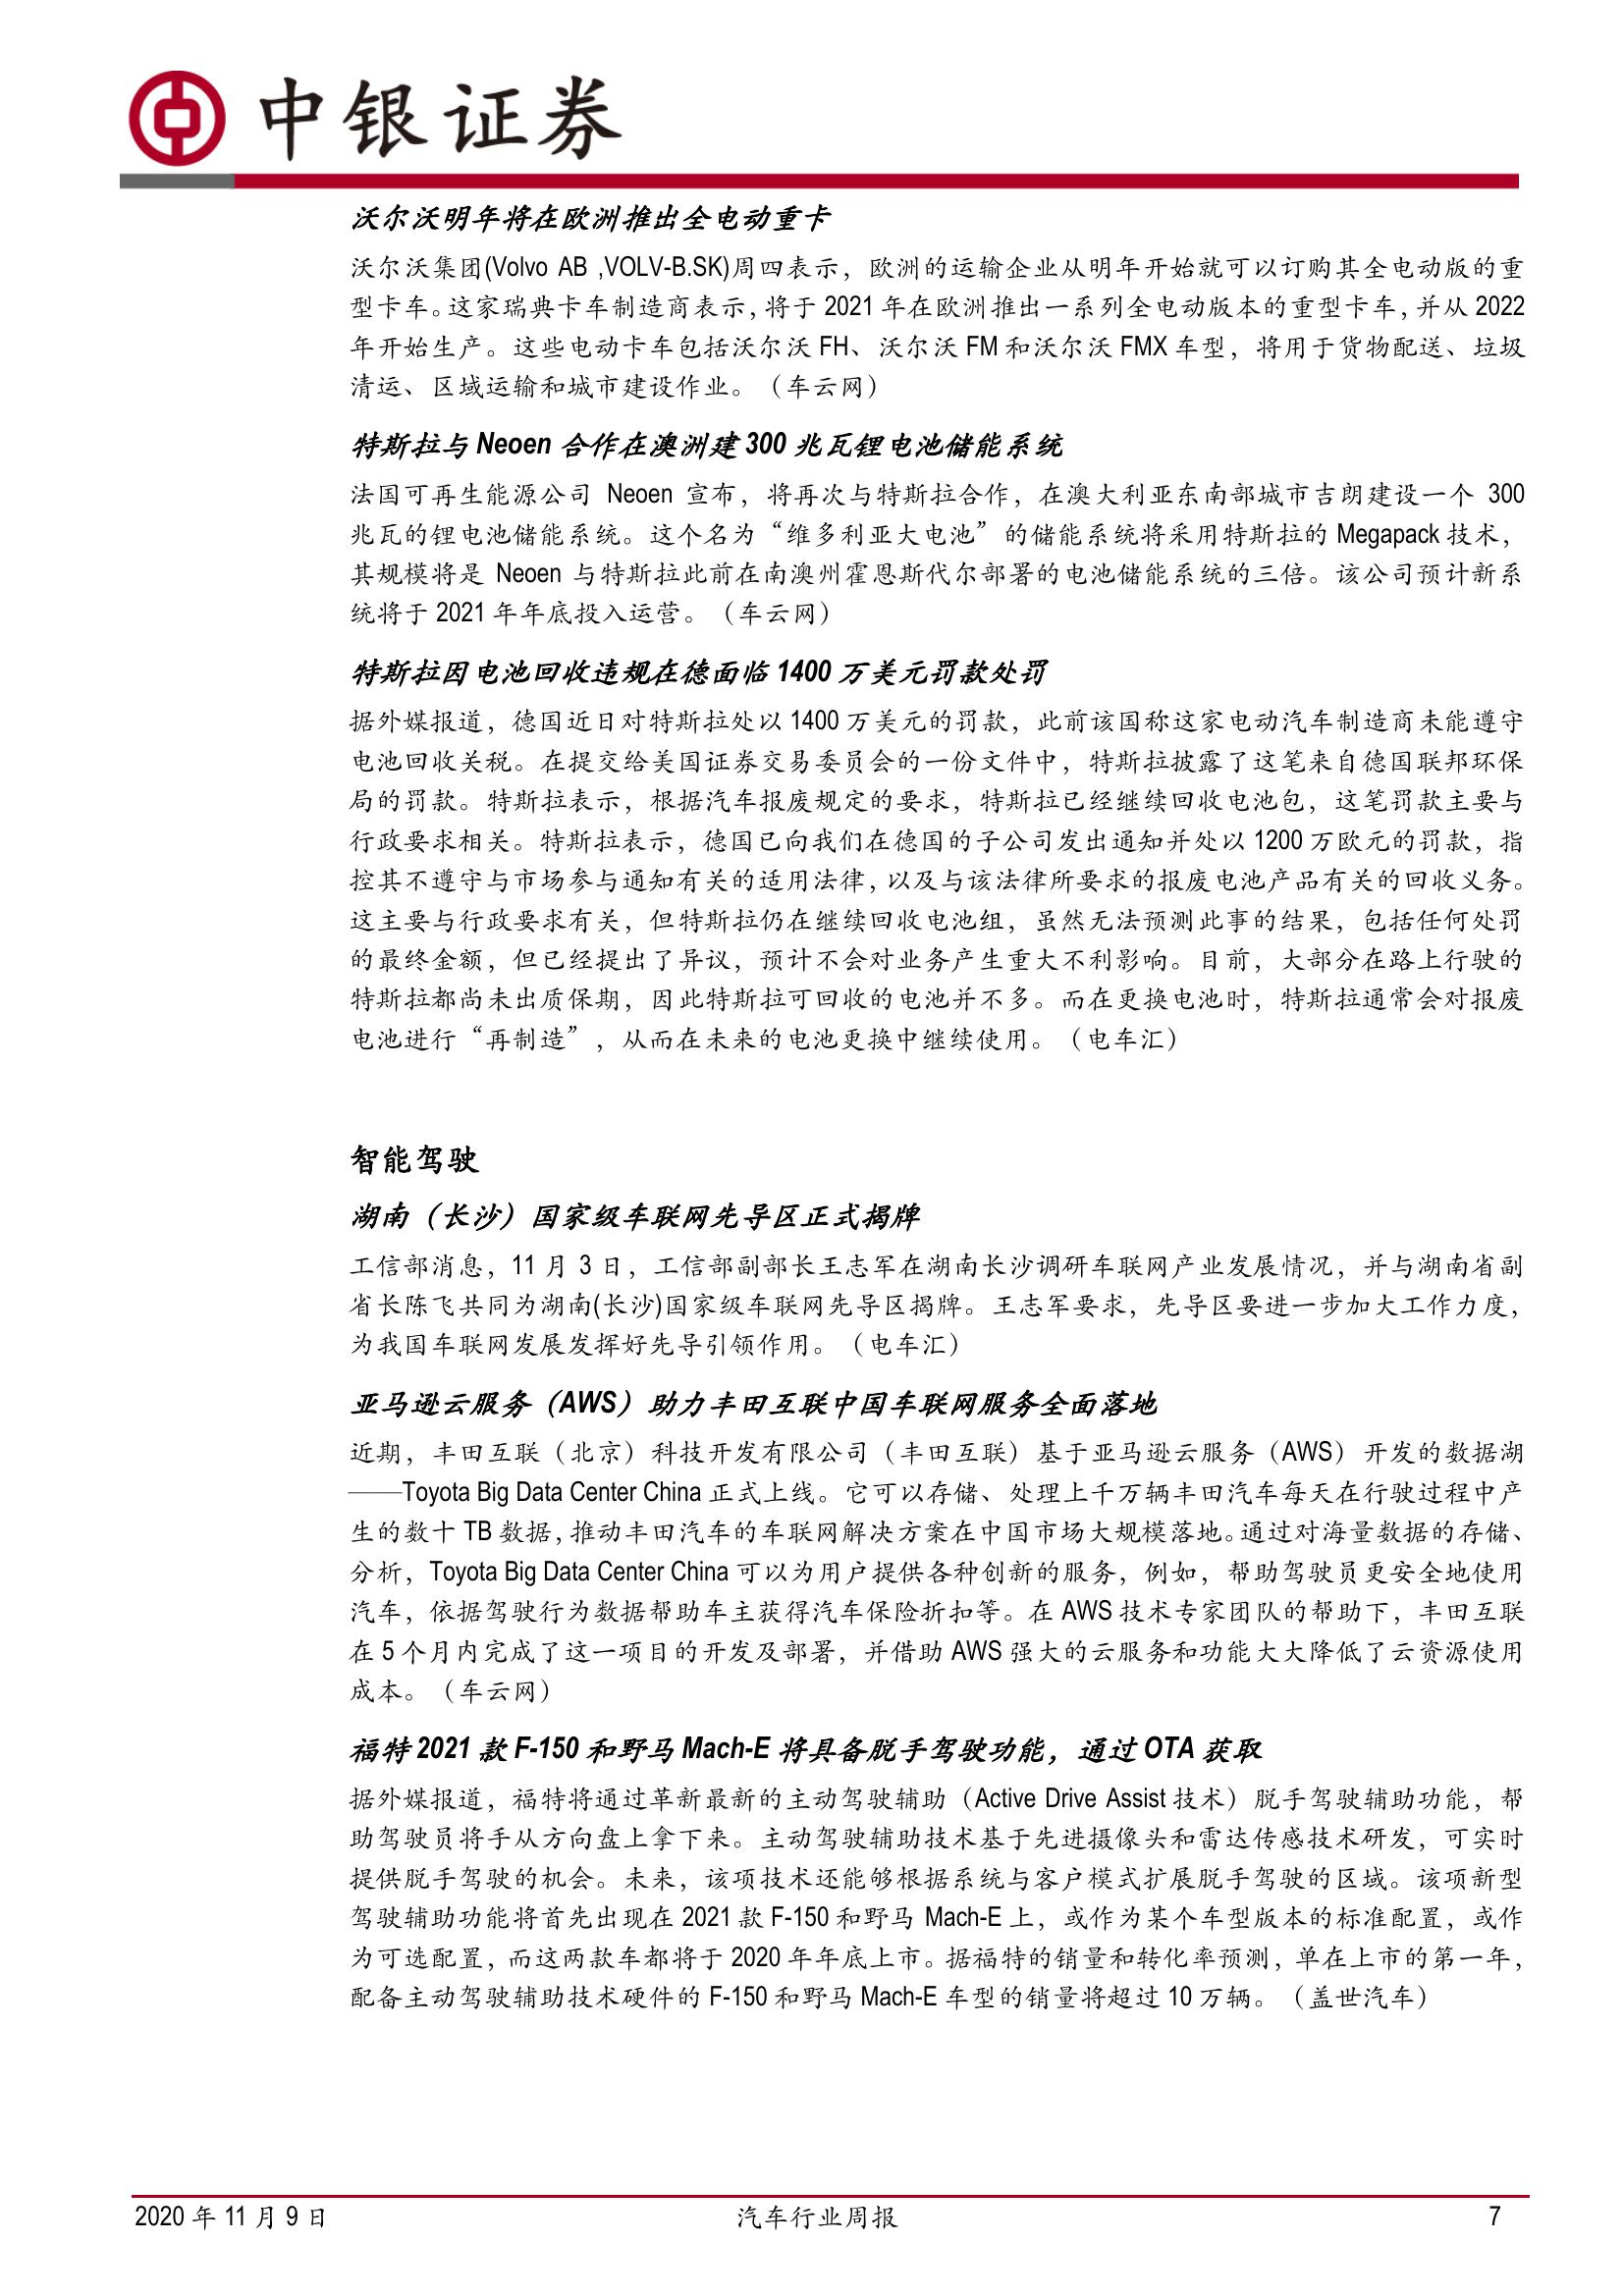 中银证券
沃尔沃明年将在欧洲推出全电动重卡
沃尔沃集团(Volvo AB ,VOLV-B.SK)周四表示，欧洲的运输企业从明年开始就可以订购其全电动版的重
型卡车。这家瑞典卡车制造商表示，将于 2021 年在欧洲推出一系列全电动版本的重型卡车，并从 2022
年开始生产。这些电动卡车包括沃尔沃 FH、沃尔沃 FM 和沃尔沃 FMX 车型，将用于货物配送、垃圾
清运、区域运输和城市建设作业。（车云网）
特斯拉与 Neoen 合作在澳洲建 300 兆瓦锂电池储能系统
法国可再生能源公司 Neoen 宣布，将再次与特斯拉合作，在澳大利亚东南部城市吉朗建设一个 300
兆瓦的锂电池储能系统。这个名为“维多利亚大电池”的储能系统将采用特斯拉的 Megapack 技术，
其规模将是 Neoen 与特斯拉此前在南澳州霍恩斯代尔部署的电池储能系统的三倍。该公司预计新系
统将于 2021 年年底投入运营。（车云网）
特斯拉因电池回收违规在德面临 1400 万美元罚款处罚
据外媒报道，德国近日对特斯拉处以 1400 万美元的罚款，此前该国称这家电动汽车制造商未能遵守
电池回收关税。在提交给美国证券交易委员会的一份文件中，特斯拉披露了这笔来自德国联邦环保
局的罚款。特斯拉表示，根据汽车报废规定的要求，特斯拉已经继续回收电池包，这笔罚款主要与
行政要求相关。特斯拉表示，德国已向我们在德国的子公司发出通知并处以 1200 万欧元的罚款，指
控其不遵守与市场参与通知有关的适用法律，以及与该法律所要求的报废电池产品有关的回收义务。
这主要与行政要求有关，但特斯拉仍在继续回收电池组，虽然无法预测此事的结果，包括任何处罚
的最终金额，但已经提出了异议，预计不会对业务产生重大不利影响。目前，大部分在路上行驶的
特斯拉都尚未出质保期，因此特斯拉可回收的电池并不多。而在更换电池时，特斯拉通常会对报废
电池进行“再制造”，从而在未来的电池更换中继续使用。（电车汇）
智能驾驶
湖南（长沙）国家级车联网先导区正式揭牌
工信部消息，11 月 3 日，工信部副部长王志军在湖南长沙调研车联网产业发展情况，并与湖南省副
省长陈飞共同为湖南(长沙)国家级车联网先导区揭牌。王志军要求，先导区要进一步加大工作力度，
为我国车联网发展发挥好先导引领作用。（电车汇）
亚马逊云服务（AWS）助力丰田互联中国车联网服务全面落地
近期，丰田互联（北京）科技开发有限公司（丰田互联）基于亚马逊云服务（AWS）开发的数据湖
——Toyota Big Data Center China 正式上线。它可以存储、处理上千万辆丰田汽车每天在行驶过程中产
生的数十 TB 数据，推动丰田汽车的车联网解决方案在中国市场大规模落地。通过对海量数据的存储、
分析，Toyota Big Data Center China 可以为用户提供各种创新的服务，例如，帮助驾驶员更安全地使用
汽车，依据驾驶行为数据帮助车主获得汽车保险折扣等。在 AWS 技术专家团队的帮助下，丰田互联
在 5 个月内完成了这一项目的开发及部署，并借助 AWS 强大的云服务和功能大大降低了云资源使用
成本。（车云网）
福特 2021 款 F-150 和野马 Mach-E 将具备脱手驾驶功能，通过 OTA 获取
据外媒报道，福特将通过革新最新的主动驾驶辅助（Active Drive Assist 技术）脱手驾驶辅助功能，帮
助驾驶员将手从方向盘上拿下来。主动驾驶辅助技术基于先进摄像头和雷达传感技术研发，可实时
提供脱手驾驶的机会。未来，该项技术还能够根据系统与客户模式扩展脱手驾驶的区域。该项新型
驾驶辅助功能将首先出现在 2021 款 F-150 和野马 Mach-E 上，或作为某个车型版本的标准配置，或作
为可选配置，而这两款车都将于 2020 年年底上市。据福特的销量和转化率预测，单在上市的第一年，
配备主动驾驶辅助技术硬件的 F-150 和野马 Mach-E 车型的销量将超过 10 万辆。（盖世汽车）
2020 年 11 月 9 日 汽车行业周报 7